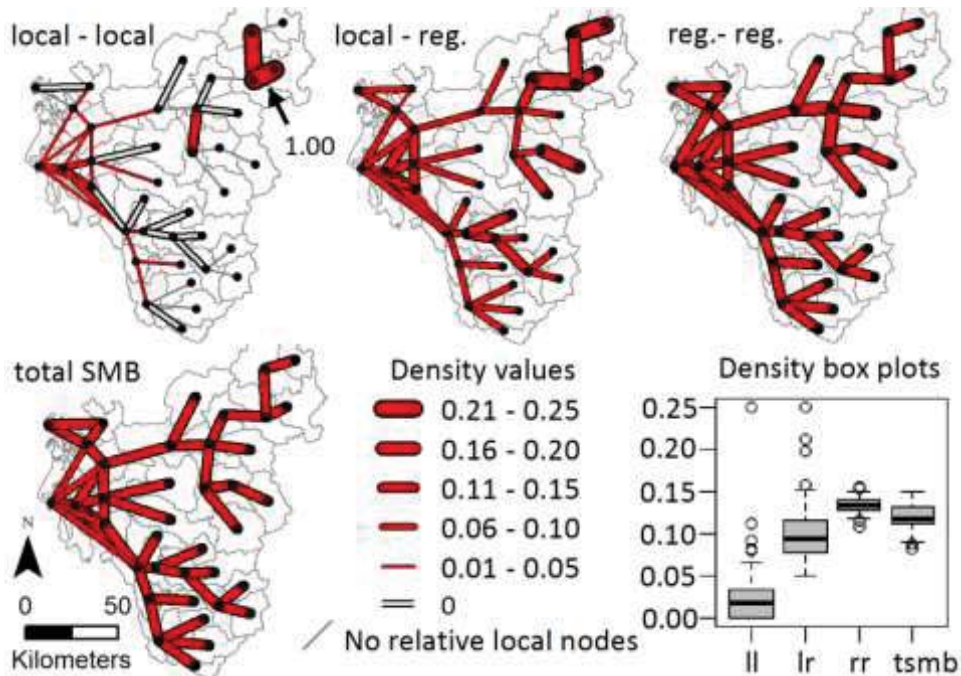 local - local
local - reg.
reg.- reg.
1.00
total SMB
N
0 50
Kilometers
Density values
0.21 - 0.25
0.16 - 0.20
0.11 - 0.15
0.06 - 0.10
0.01 - 0.05
0
No relative local nodes
Density box plots
0.25
0.20
0.15
0.10
0.05
0.00
ll lr rr tsmb